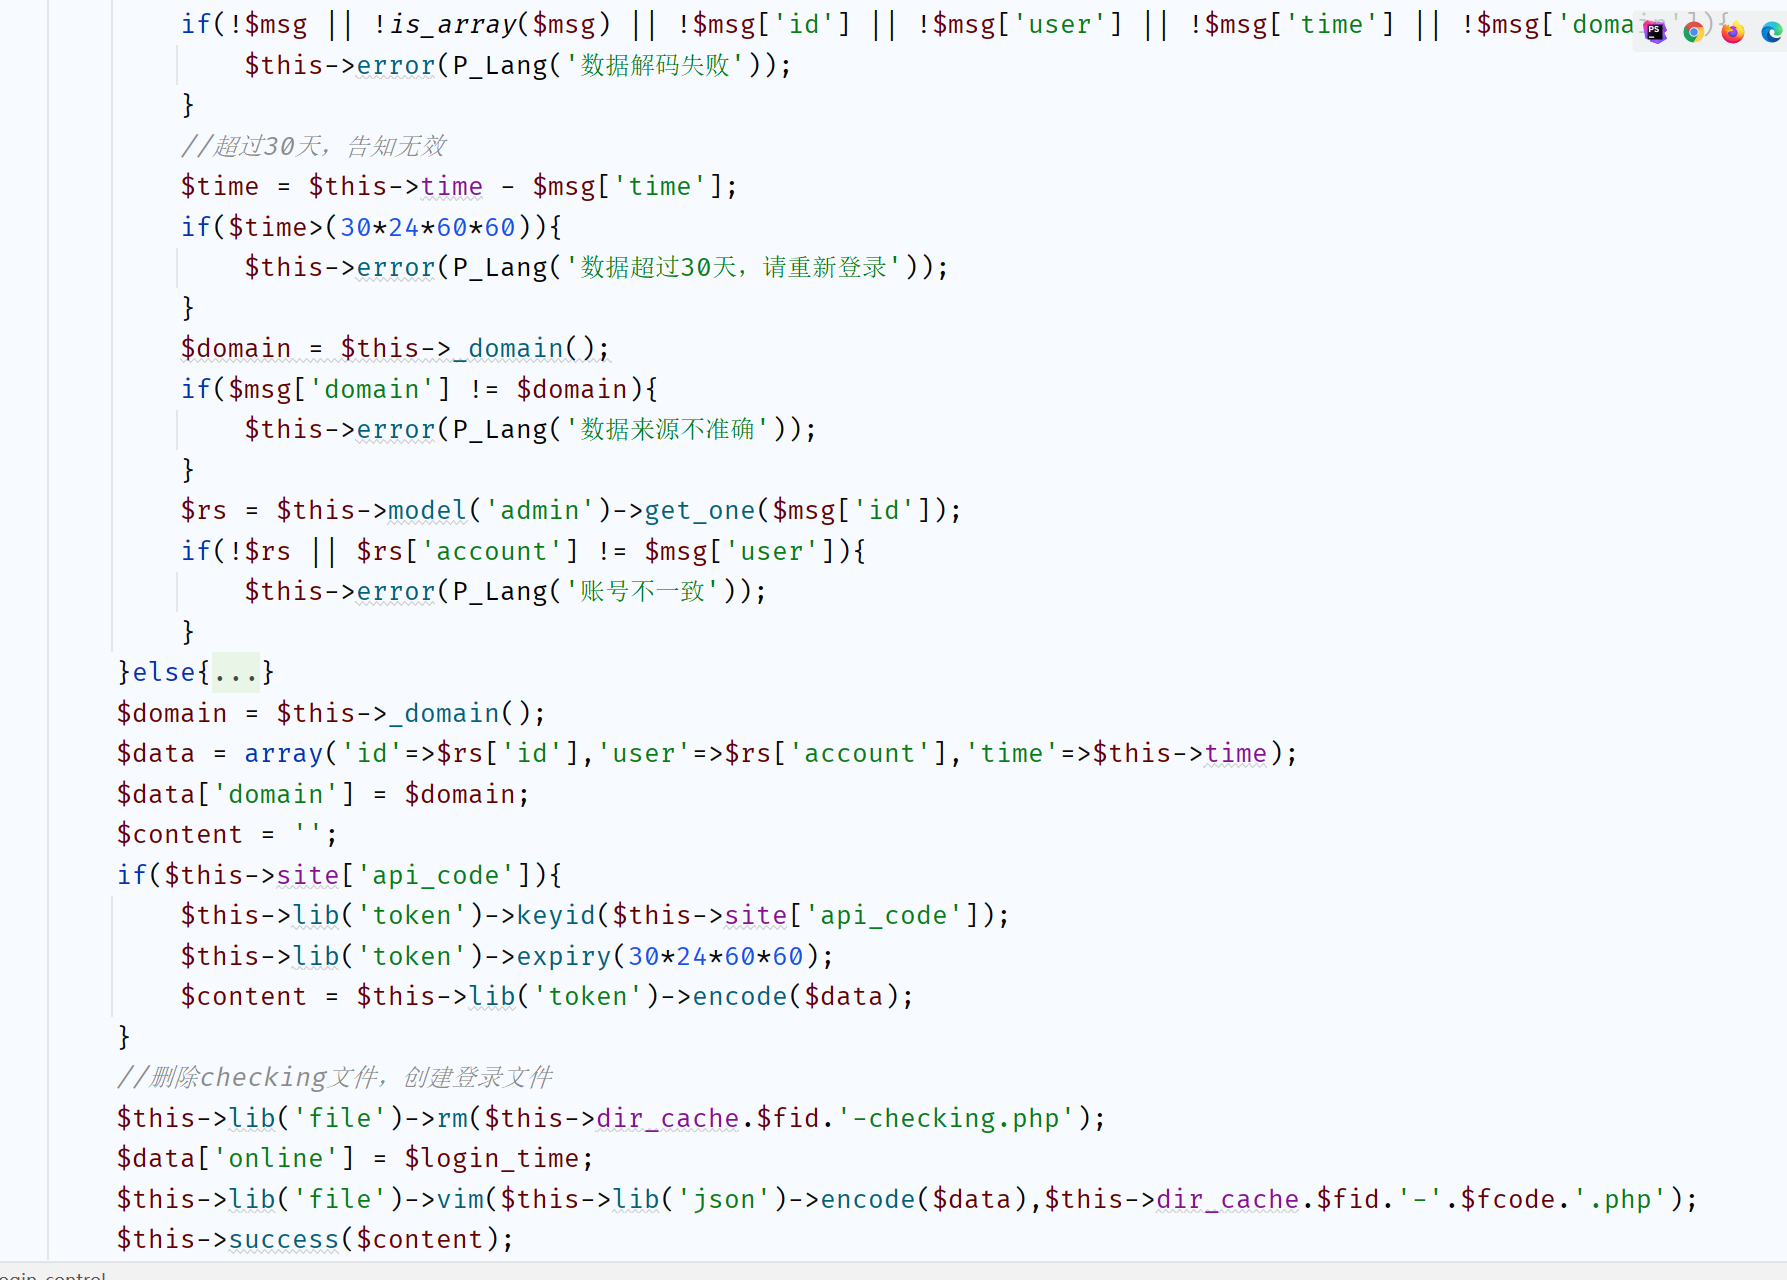 if(!$msg || !is_array($msg) || !$msg['id'] || !$msg['user'] || !$msg['time'] || !$msg['domain']){
$this->error(P_Lang('数据解码失败'));
}
//超过30天，告知无效
$time = $this->time - $msg['time'];
if($time>(30*24*60*60)){
$this->error(P_Lang('数据超过30天，请重新登录'));
}
$domain = $this->_domain();
if($msg['domain'] != $domain){
$this->error(P_Lang('数据来源不准确'));
}
$rs = $this->model('admin')->get_one($msg['id']);
if(!$rs || $rs['account'] != $msg['user']){
$this->error(P_Lang('账号不一致'));
}
}else{...}
$domain = $this->_domain();
$data = array('id'=>$rs['id'],'user'=>$rs['account'],'time'=>$this->time);
$data['domain'] = $domain;
$content = '';
if($this->site['api_code']){
$this->lib('token')->keyid($this->site['api_code']);
$this->lib('token')->expiry(30*24*60*60);
$content = $this->lib('token')->encode($data);
}
//删除checking文件，创建登录文件
$this->lib('file')->rm($this->dir_cache.$fid.'-checking.php');
$data['online'] = $login_time;
$this->lib('file')->vim($this->lib('json')->encode($data),$this->dir_cache.$fid.'-'.$fcode.'.php');
$this->success($content);